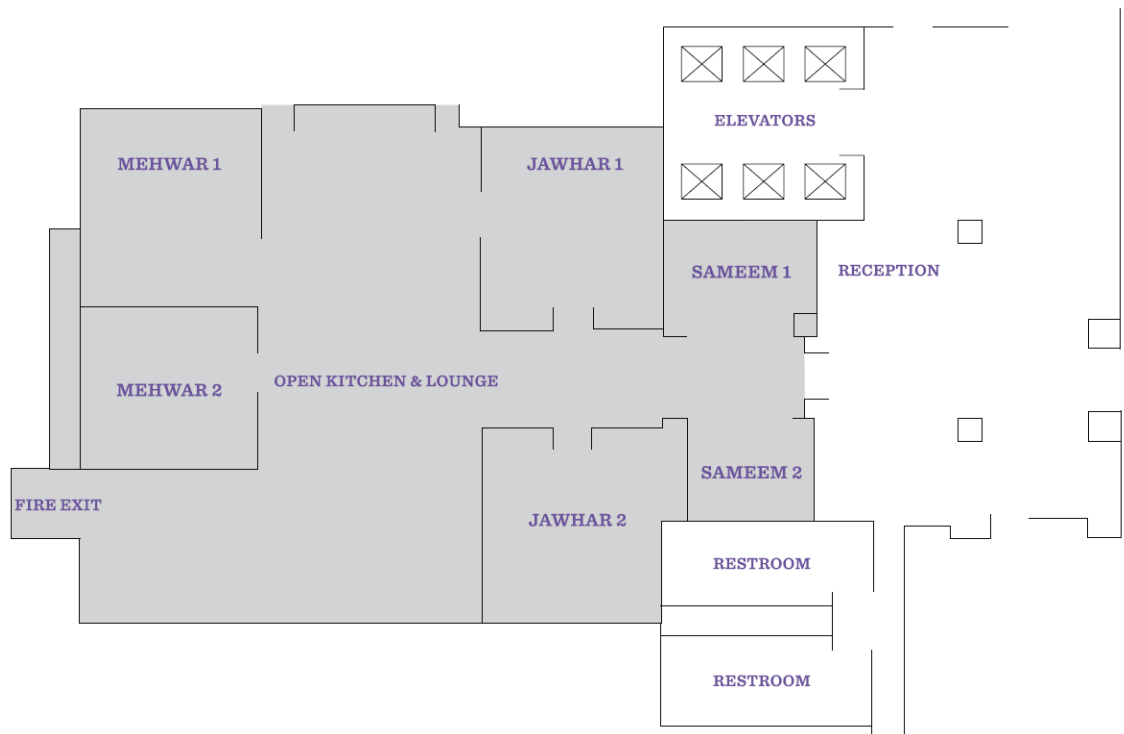 ELEVATORS
MEHWAR 1
JAWHAR 1
SAMEEM 1
RECEPTION
MEHWAR 2
OPEN KITCHEN & LOUNGE
SAMEEM 2
FIRE EXIT
JAWHAR 2
RESTROOM
RESTROOM